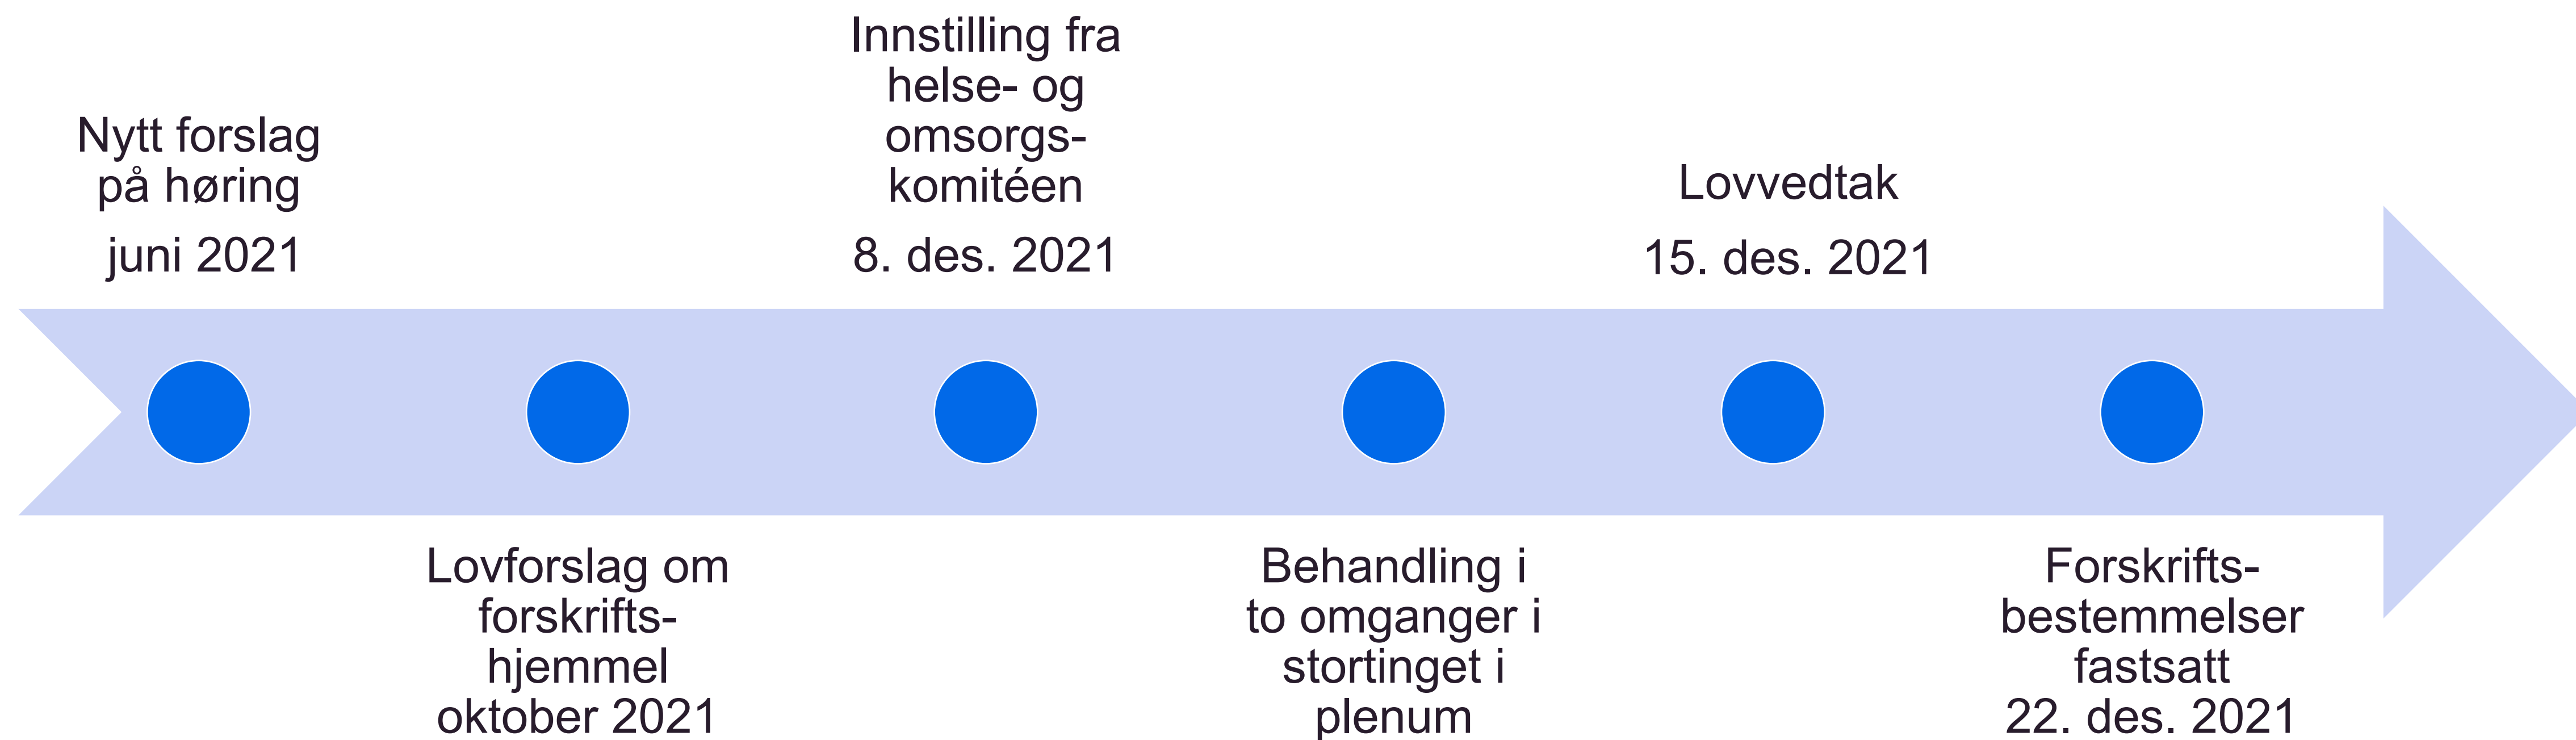 Nytt forslag
på høring
juni 2021
Lovforslag om
forskrifts-
hjemmel
oktober 2021
Innstilling fra
helse- og
omsorgs-
komitéen
8. des. 2021
Behandling i
to omganger i
stortinget i
plenum
Lovvedtak
15. des. 2021
Forskrifts-
bestemmelser
fastsatt
22. des. 2021